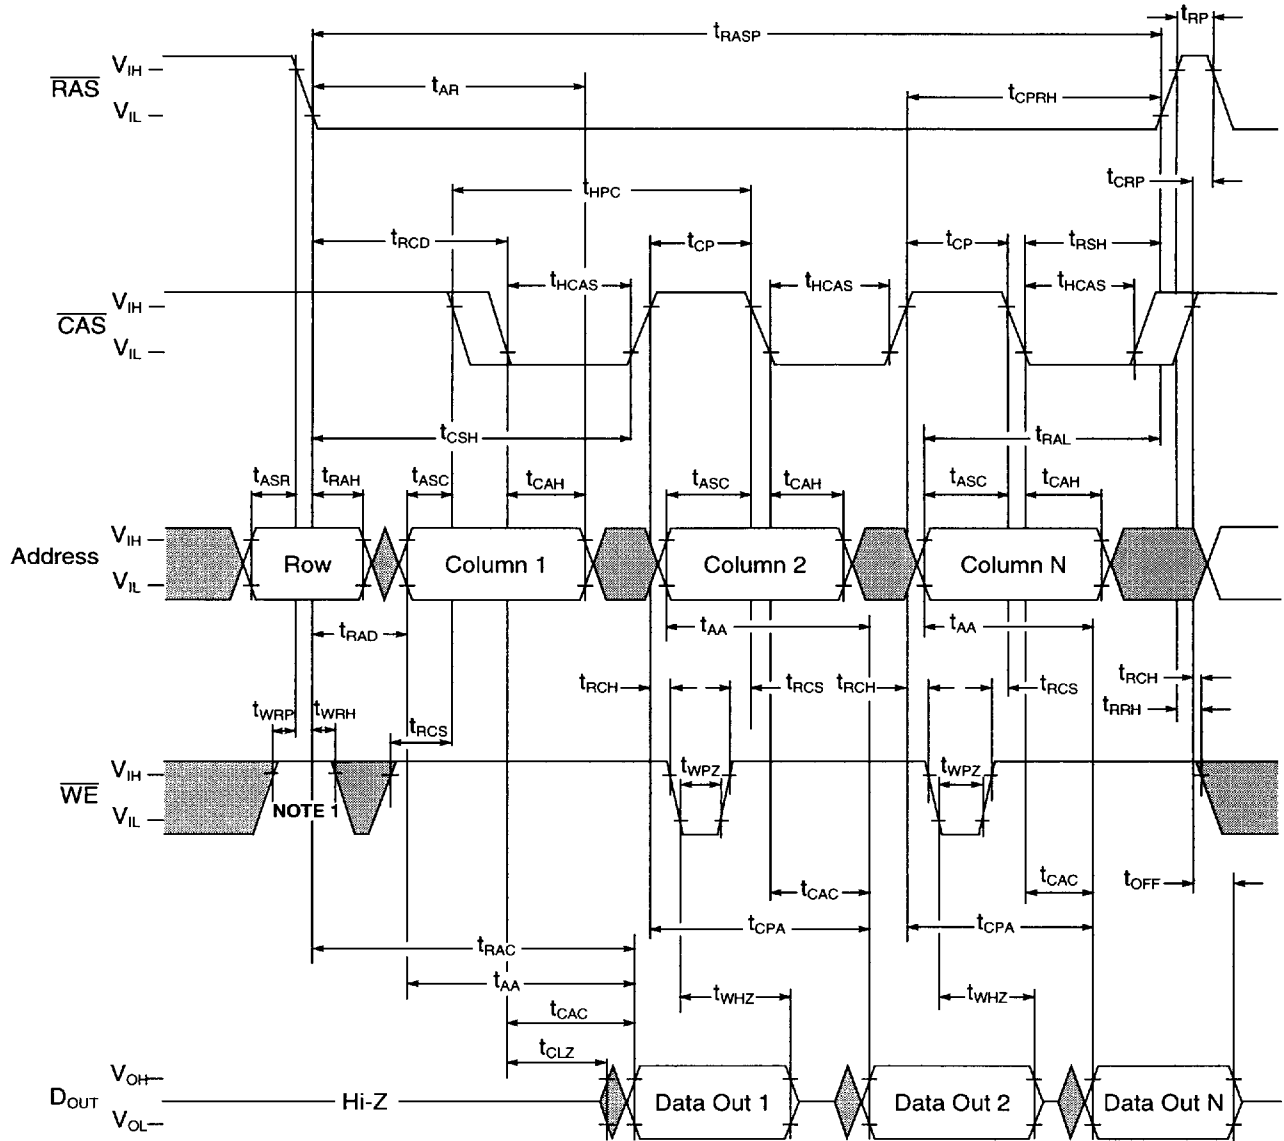 tRP
tRASP
VIH
RAS
tAR
tCPRH
VIL
tCRP
tHPC
tRCD
tCP
tCP
tRSH
tHCAS
tHCAS
tHCAS
VIH
CAS
VIL
tCSH
tRAL
tASR
tRAH
tASC
tCAH
tASC
tCAH
tASC
tCAH
VIH
Address
Row
Column 1
Column 2
Column N
VIL
tRAD
tAA
tAA
tRCH
tRCS
tRCH
tRCS
tRCH
tRRH
tWRP
tWRH
tRCS
VIH
tWPZ
tWPZ
WE
NOTE 1
VIL
tCAC
tCAC
tOFF
tCPA
tCPA
tRAC
tAA
tWHZ
tWHZ
tCAC
tCLZ
VOH
DOUT
Hi-Z
Data Out 1
Data Out 2
Data Out N
VOL